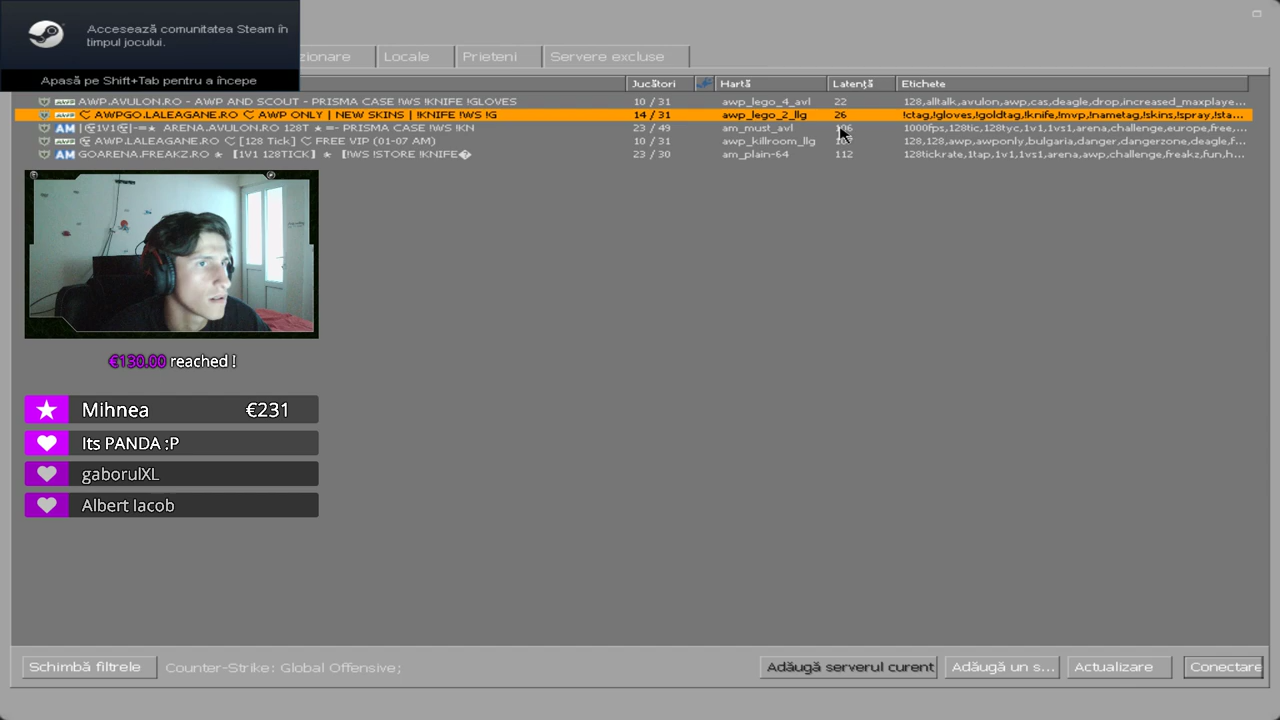 Accesează comunitatea Steam în
timpul jocului.
Apasă pe Shift+Tab pentru a începe
zionare Locale Prieteni Servere excluse
Jucători Hartă Latență Etichete
AWP.AVULON.RO - AWP AND SCOUT - PRISMA CASE !WS !KNIFE !GLOVES 10 / 31 awp_lego_4_avl 22 128,alltalk,avulon,awp,cas,deagle,drop,increased_maxplaye...
AWPGO.LALEAGANE.RO AWP ONLY | NEW SKINS | !KNIFE !WS !G 14 / 31 awp_lego_2_llg 26 !ctag,!gloves,!goldtag,!knife,!mvp,!nametag,!skins,!spray,!sta...
AM ARENA.AVULON.RO 128T ★ =- PRISMA CASE !WS !KN 23 / 49 am_must_avl 1000fps,128tic,128tyc,1v1,1vs1,arena,challenge,europe,free,...
AWP.LALEAGANE.RO [128 Tick] FREE VIP (01-07 AM) 10 / 31 awp_killroom_llg 128,128,awp,awponly,bulgaria,danger,dangerzone,deagle,f...
AM GOARENA.FREAKZ.RO ★ [1V1 128TICK] ★ [!WS !STORE !KNIFE� 23 / 30 am_plain-64 112 128tickrate,1tap,1v1,1vs1,arena,awp,challenge,freakz,fun,h...
€130.00 reached !
Mihnea €231
Its PANDA :P
gaborulXL
Albert Iacob
Schimbă filtrele Counter-Strike: Global Offensive; Adăugă serverul curent Adăugă un s... Actualizare Conectare